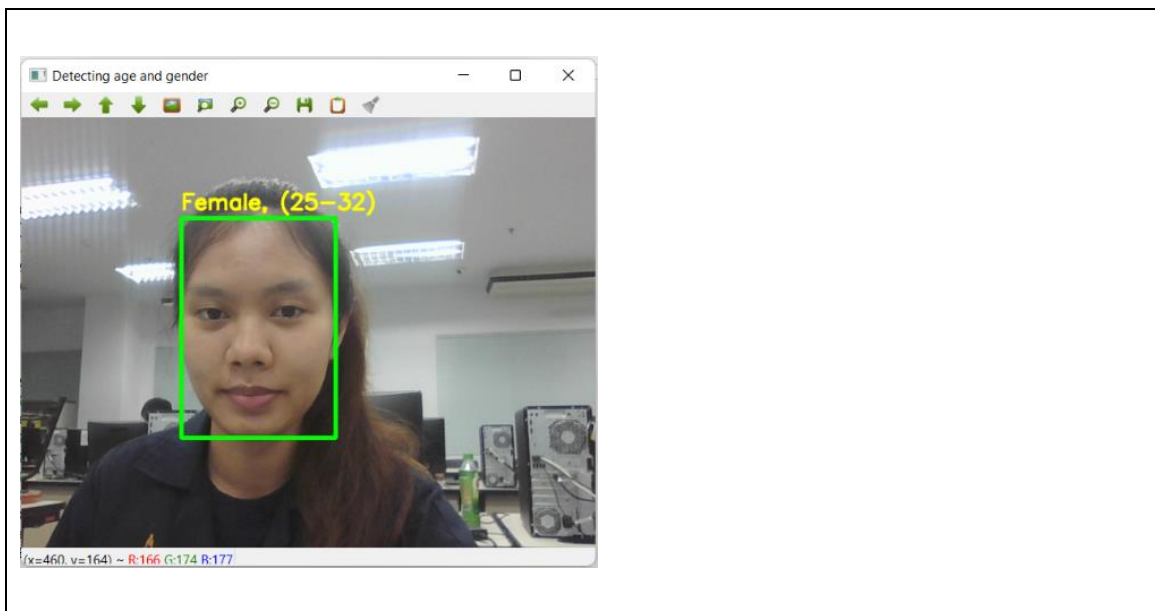 Detecting age and gender
Female, (25-32)
(x=460, y=164) ~ R:166 G:174 B:177